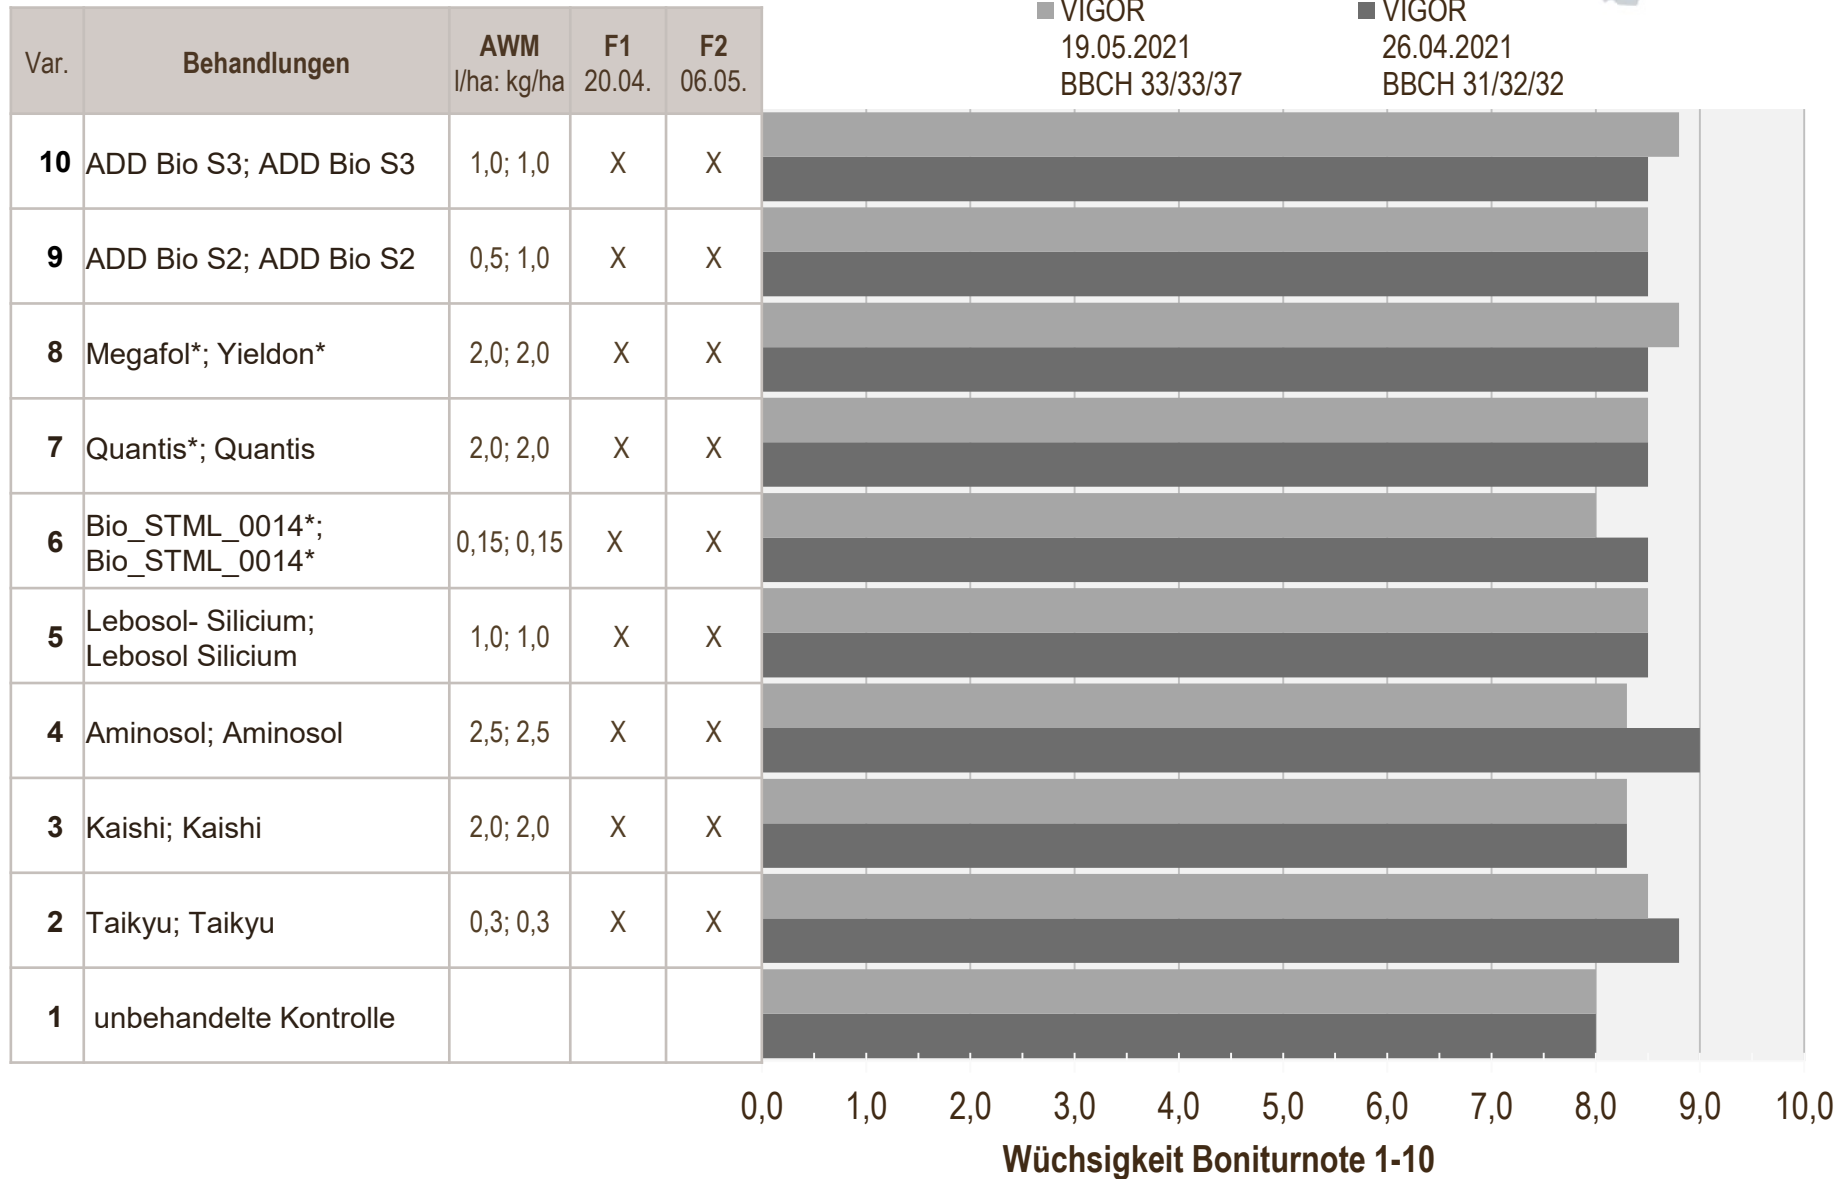 VIGOR
19.05.2021
BBCH 33/33/37
VIGOR
26.04.2021
BBCH 31/32/32
Var. Behandlungen AWM l/ha: kg/ha F1 20.04. F2 06.05.
10 ADD Bio S3; ADD Bio S3 1,0; 1,0 X X
9 ADD Bio S2; ADD Bio S2 0,5; 1,0 X X
8 Megafol*; Yieldon* 2,0; 2,0 X X
7 Quantis*; Quantis 2,0; 2,0 X X
6 Bio_STML_0014*;
Bio_STML_0014* 0,15; 0,15 X X
5 Lebosol- Silicium;
Lebosol Silicium 1,0; 1,0 X X
4 Aminosol; Aminosol 2,5; 2,5 X X
3 Kaishi; Kaishi 2,0; 2,0 X X
2 Taikyu; Taikyu 0,3; 0,3 X X
1 unbehandelte Kontrolle
0,0 1,0 2,0 3,0 4,0 5,0 6,0 7,0 8,0 9,0 10,0
Wüchsigkeit Boniturnote 1-10